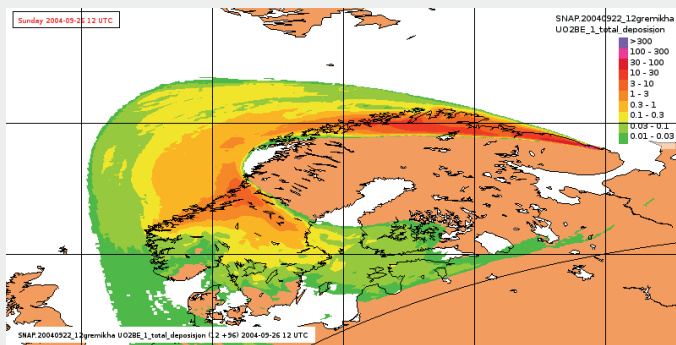 Sunday 2004-09-26 12 UTC
SNAP.20040922_12gremikha
UO2BE_1_total_deposisjon
>300
100 - 300
30 - 100
10 - 30
3 - 10
1 - 3
0.3 - 1
0.1 - 0.3
0.03 - 0.1
0.01 - 0.03
SNAP.20040922_12gremikha UO2BE_1_total_deposisjon (12 +96) 2004-09-26 12 UTC